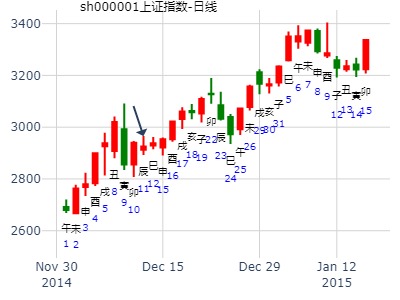 sh000001上证指数-日线
3400
3200
3000
2800
2600
午 未 申 酉 戌 丑 寅 卯 辰 巳 申 酉 戌 亥 子 卯 辰 巳 午 未 戌 亥 子 巳 午 未 申 酉 子 丑 寅 卯
1 2 3 4 5 8 9 10 11 12 15 16 17 18 19 22 23 24 25 26 29 30 31 5 6 7 8 9 12 13 14 15
Nov 30 Dec 15 Dec 29 Jan 12
2014 2015